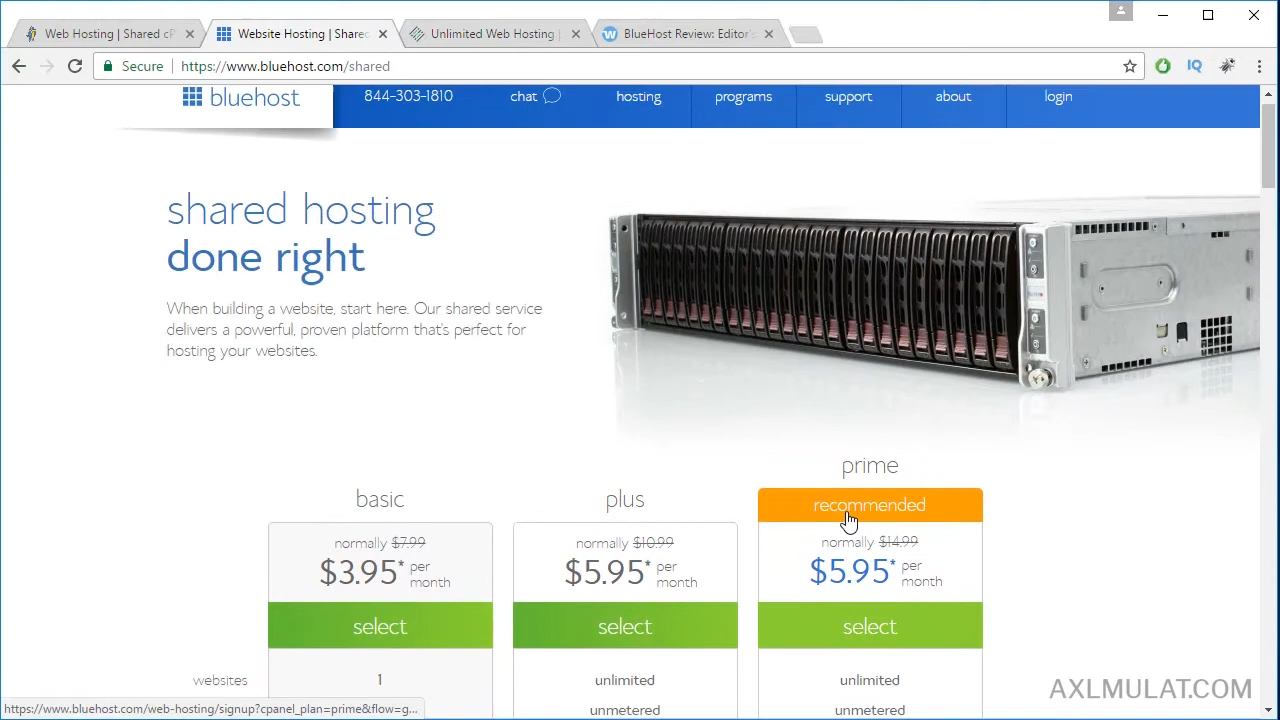 Web Hosting | Shared cP
Website Hosting | Shared
Unlimited Web Hosting |
BlueHost Review: Editor's
Secure
https://www.bluehost.com/shared
IQ
bluehost
844-303-1810
chat
hosting
programs
support
about
login
shared hosting
done right
When building a website, start here. Our shared service
delivers a powerful, proven platform that's perfect for
hosting your websites.
basic
plus
prime
recommended
normally $7.99
$3.95* per month
select
normally $10.99
$5.95* per month
select
normally $14.99
$5.95* per month
select
websites 1 unlimited unlimited
unmetered unmetered
https://www.bluehost.com/web-hosting/signup?cpanel_plan=prime&flow=g...
AXLMULAT.COM